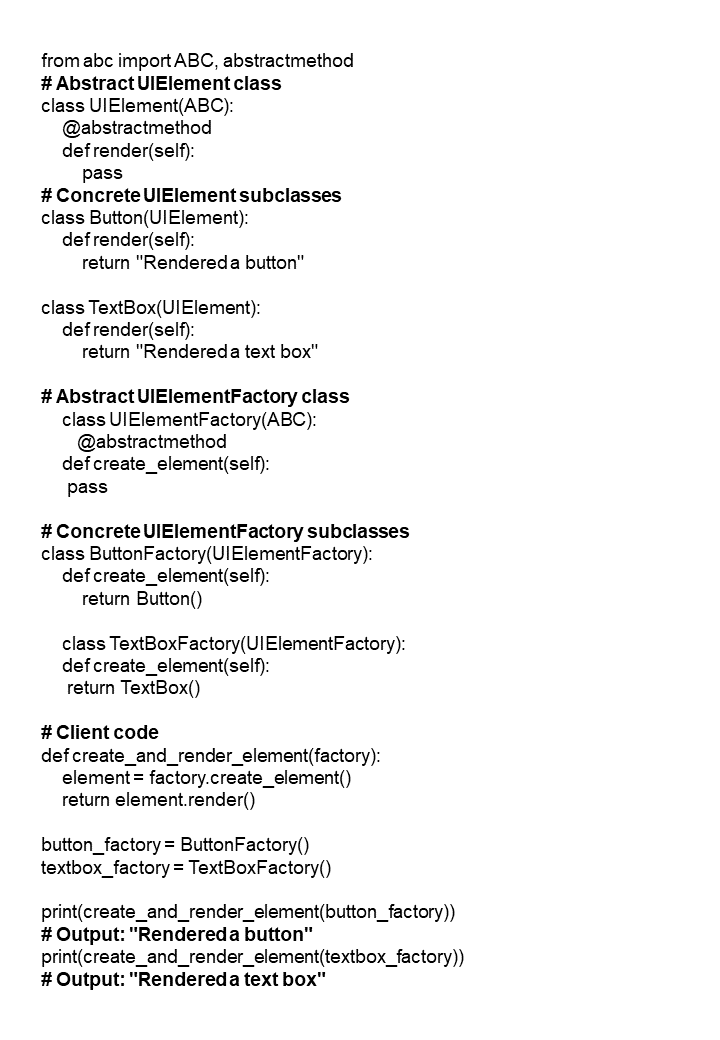 from abc import ABC, abstractmethod
# Abstract UIElement class
class UIElement(ABC):
    @abstractmethod
    def render(self):
        pass
# Concrete UIElement subclasses
class Button(UIElement):
    def render(self):
        return "Rendered a button"

class TextBox(UIElement):
    def render(self):
        return "Rendered a text box"

# Abstract UIElementFactory class
    class UIElementFactory(ABC):
       @abstractmethod
    def create_element(self):
     pass

# Concrete UIElementFactory subclasses
class ButtonFactory(UIElementFactory):
    def create_element(self):
        return Button()

    class TextBoxFactory(UIElementFactory):
    def create_element(self):
     return TextBox()

# Client code
def create_and_render_element(factory):
    element = factory.create_element()
    return element.render()

button_factory = ButtonFactory()
textbox_factory = TextBoxFactory()

print(create_and_render_element(button_factory))
# Output: "Rendered a button"
print(create_and_render_element(textbox_factory))
# Output: "Rendered a text box"